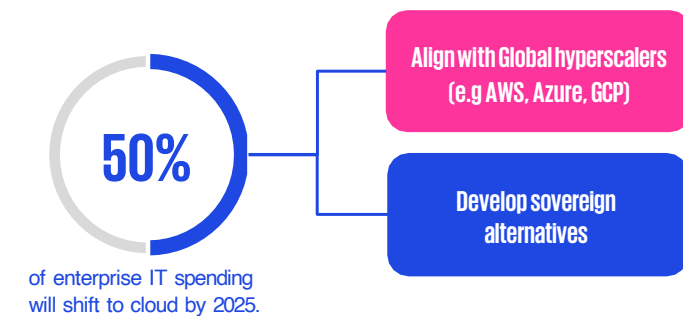 50%
of enterprise IT spending
will shift to cloud by 2025.
Align with Global hyperscalers
(e.g AWS, Azure, GCP)
Develop sovereign
alternatives